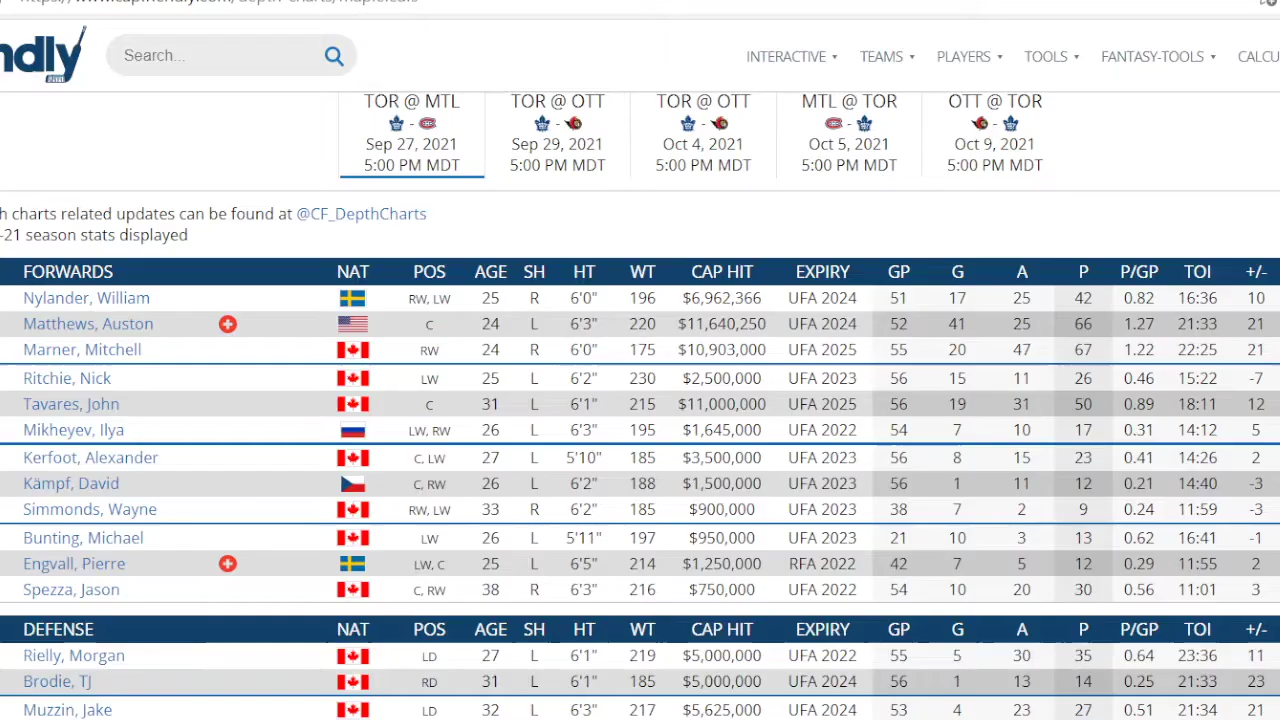 ndly
Search...
INTERACTIVE TEAMS PLAYERS TOOLS FANTASY-TOOLS CALCU
TOR @ MTL TOR @ OTT TOR @ OTT MTL @ TOR OTT @ TOR
Sep 27, 2021 Sep 29, 2021 Oct 4, 2021 Oct 5, 2021 Oct 9, 2021
5:00 PM MDT 5:00 PM MDT 5:00 PM MDT 5:00 PM MDT 5:00 PM MDT
h charts related updates can be found at @CF_DepthCharts
-21 season stats displayed
FORWARDS NAT POS AGE SH HT WT CAP HIT EXPIRY GP G A P P/GP TOI +/-
Nylander, William RW, LW 25 R 6'0" 196 $6,962,366 UFA 2024 51 17 25 42 0.82 16:36 10
Matthews, Auston C 24 L 6'3" 220 $11,640,250 UFA 2024 52 41 25 66 1.27 21:33 21
Marner, Mitchell RW 24 R 6'0" 175 $10,903,000 UFA 2025 55 20 47 67 1.22 22:25 21
Ritchie, Nick LW 25 L 6'2" 230 $2,500,000 UFA 2023 56 15 11 26 0.46 15:22 -7
Tavares, John C 31 L 6'1" 215 $11,000,000 UFA 2025 56 19 31 50 0.89 18:11 12
Mikheyev, Ilya LW, RW 26 L 6'3" 195 $1,645,000 UFA 2022 54 7 10 17 0.31 14:12 5
Kerfoot, Alexander C, LW 27 L 5'10" 185 $3,500,000 UFA 2023 56 8 15 23 0.41 14:26 2
Kämpf, David C, RW 26 L 6'2" 188 $1,500,000 UFA 2023 56 1 11 12 0.21 14:40 -3
Simmonds, Wayne RW, LW 33 R 6'2" 185 $900,000 UFA 2023 38 7 2 9 0.24 11:59 -3
Bunting, Michael LW 26 L 5'11" 197 $950,000 UFA 2023 21 10 3 13 0.62 16:41 -1
Engvall, Pierre LW, C 25 L 6'5" 214 $1,250,000 RFA 2022 42 7 5 12 0.29 11:55 2
Spezza, Jason C, RW 38 R 6'3" 216 $750,000 UFA 2022 54 10 20 30 0.56 11:01 3
DEFENSE NAT POS AGE SH HT WT CAP HIT EXPIRY GP G A P P/GP TOI +/-
Rielly, Morgan LD 27 L 6'1" 219 $5,000,000 UFA 2022 55 5 30 35 0.64 23:36 11
Brodie, TJ RD 31 L 6'1" 185 $5,000,000 UFA 2024 56 1 13 14 0.25 21:33 23
Muzzin, Jake LD 32 L 6'3" 217 $5,625,000 UFA 2024 53 4 23 27 0.51 21:34 21